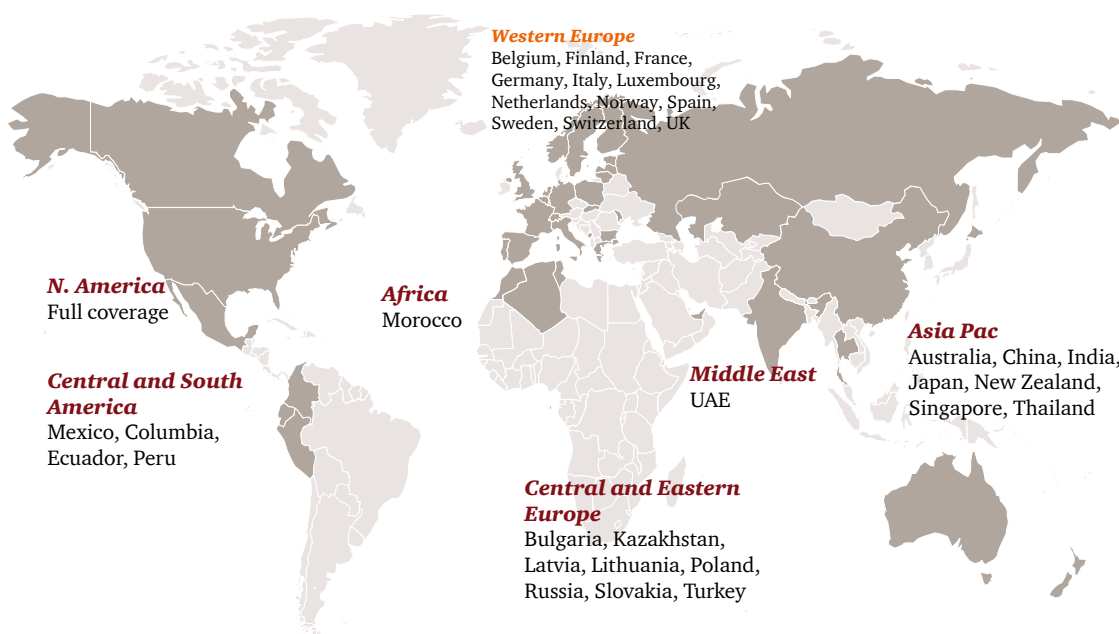 Western Europe
Belgium, Finland, France,
Germany, Italy, Luxembourg,
Netherlands, Norway, Spain,
Sweden, Switzerland, UK
N. America
Full coverage
Africa
Morocco
Asia Pac
Australia, China, India,
Japan, New Zealand,
Singapore, Thailand
Central and South
America
Mexico, Columbia,
Ecuador, Peru
Middle East
UAE
Central and Eastern
Europe
Bulgaria, Kazakhstan,
Latvia, Lithuania, Poland,
Russia, Slovakia, Turkey